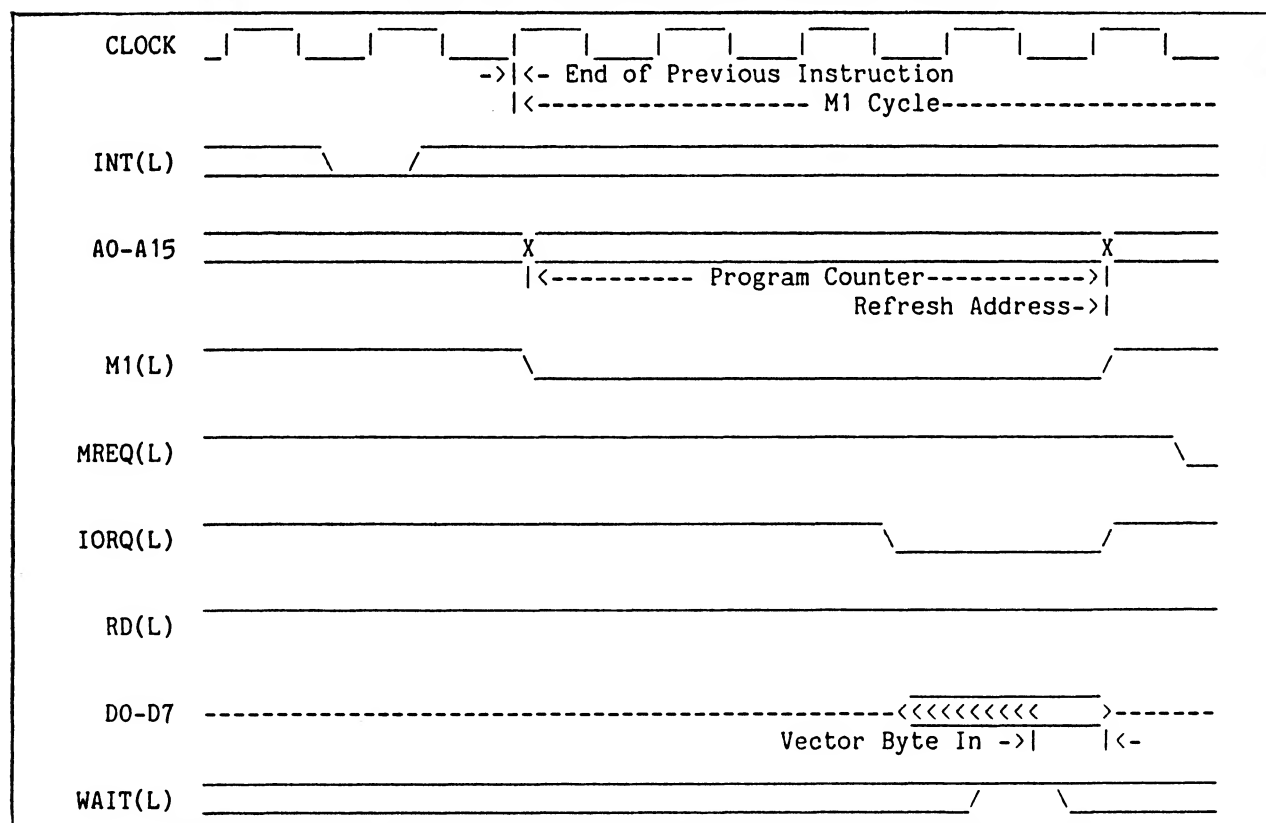 CLOCK
->|<- End of Previous Instruction
|<------------------- M1 Cycle--------------------
INT(L)
A0-A15
X X
|<---------- Program Counter------------>|
Refresh Address->|
M1(L)
MREQ(L)
IORQ(L)
RD(L)
D0-D7 ------------------------------------------------<<<<<<<<<< >-------
Vector Byte In ->| |<-
WAIT(L)